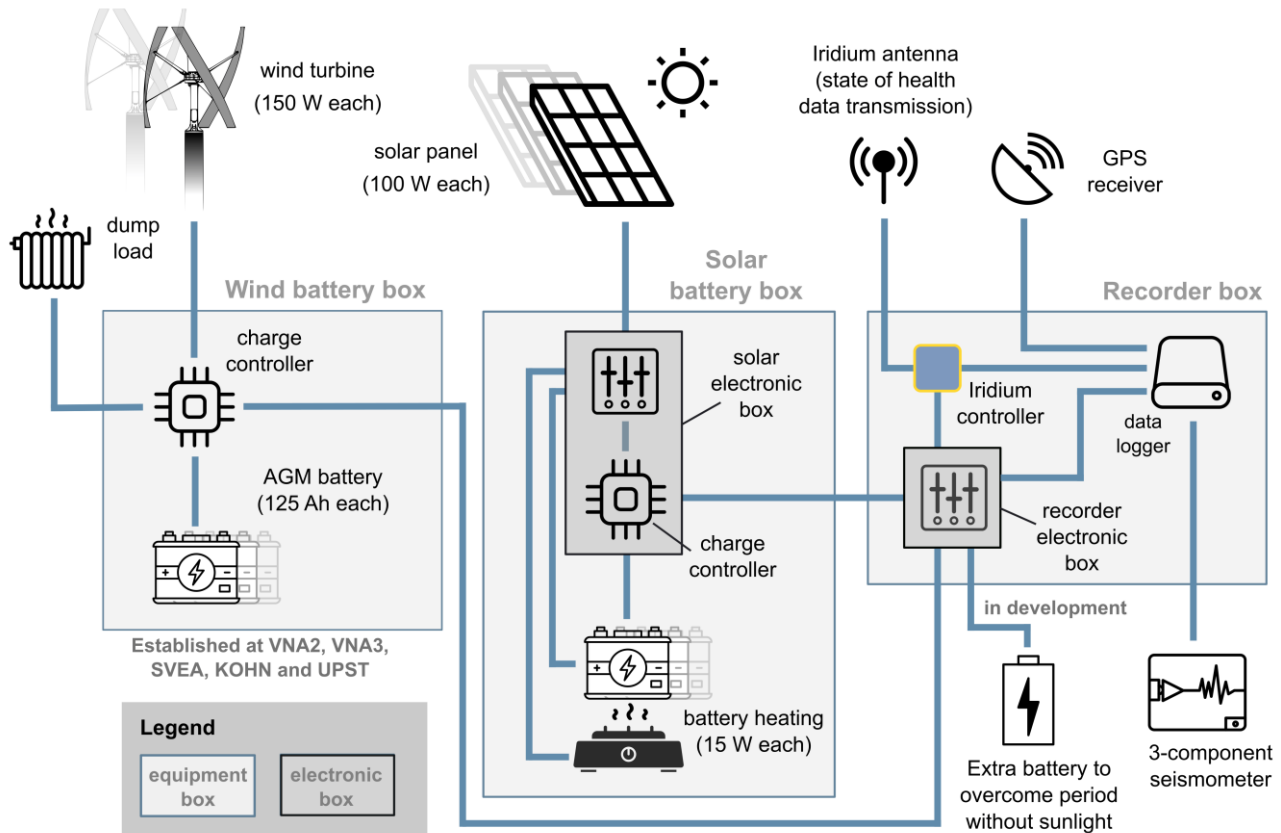 wind turbine
(150 W each)
solar panel
(100 W each)
Iridium antenna
(state of health
data transmission)
GPS
receiver
dump
load
Wind battery box
charge
controller
AGM battery
(125 Ah each)
Established at VNA2, VNA3,
SVEA, KOHN and UPST
Solar
battery box
solar
electronic
box
charge
controller
battery heating
(15 W each)
Recorder box
Iridium
controller
data
logger
recorder
electronic
box
in development
Extra battery to
overcome period
without sunlight
3-component
seismometer
Legend
equipment
box
electronic
box